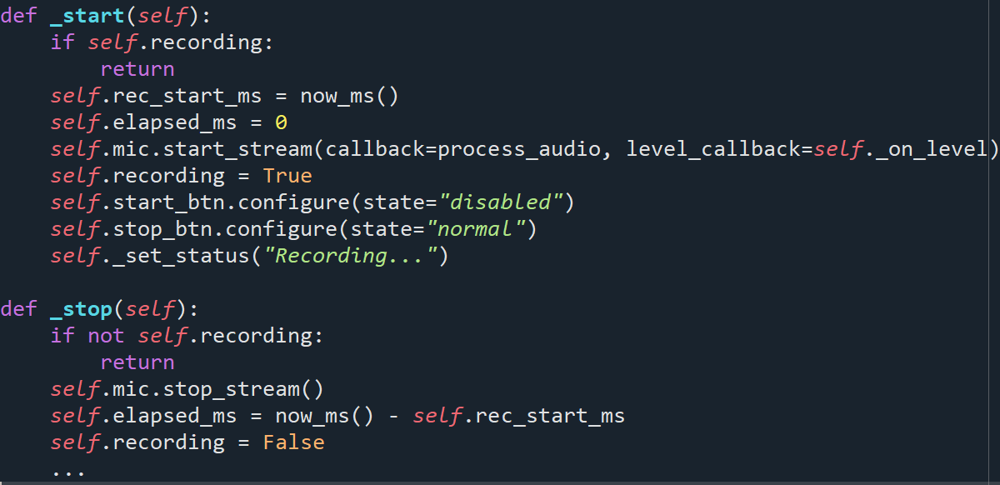 def _start(self):
    if self.recording:
        return
    self.rec_start_ms = now_ms()
    self.elapsed_ms = 0
    self.mic.start_stream(callback=process_audio, level_callback=self._on_level)
    self.recording = True
    self.start_btn.configure(state="disabled")
    self.stop_btn.configure(state="normal")
    self._set_status("Recording...")

def _stop(self):
    if not self.recording:
        return
    self.mic.stop_stream()
    self.elapsed_ms = now_ms() - self.rec_start_ms
    self.recording = False
    ...